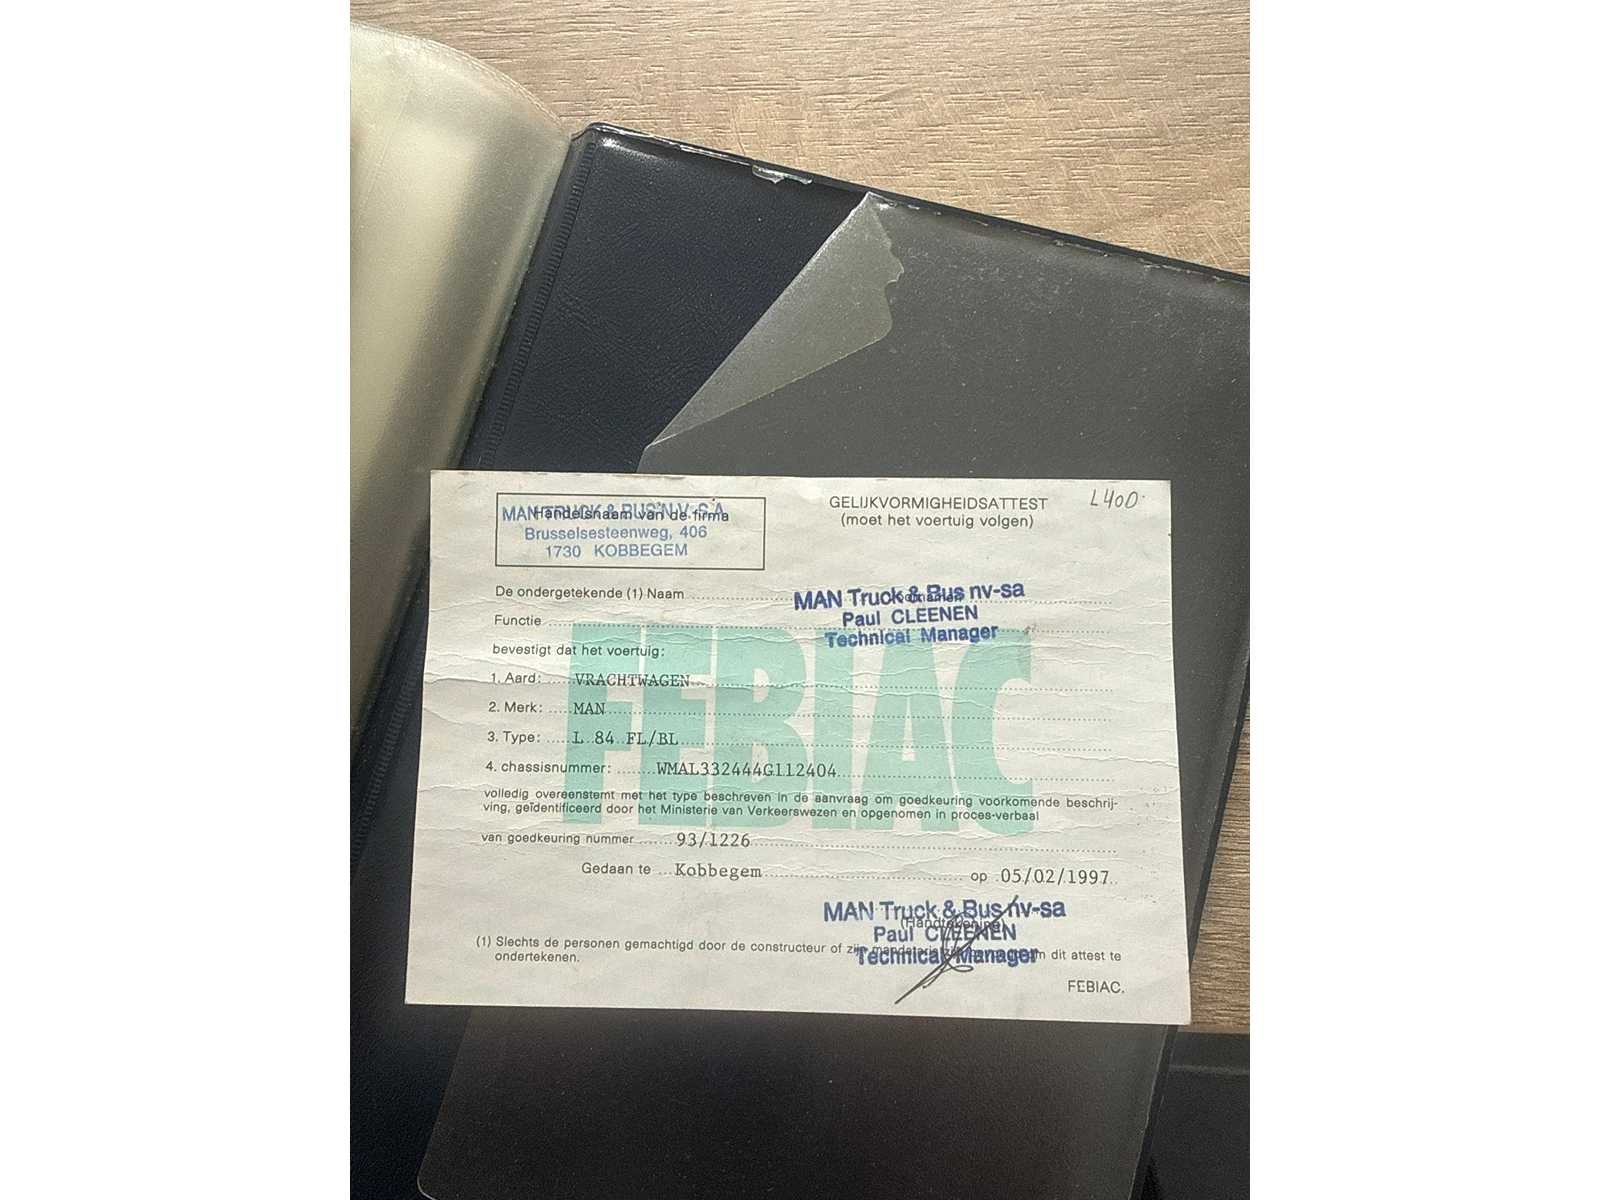 MAN TRUCK & BUS N.V.-S.A.
Handelsnaam van de firma
Brusselsesteenweg, 406
1730 KOBBEGEM
GELIJKVORMIGHEIDSATTEST
(moet het voertuig volgen)
L400
De ondergetekende (1) Naam
Voornamen
MAN Truck & Bus nv-sa
Paul CLEENEN
Technical Manager
Functie
bevestigt dat het voertuig:
FEBIAC
1. Aard: VRACHTWAGEN
2. Merk: MAN
3. Type: L 84 FL/BL
4. chassisnummer: WMAL332444G112404
volledig overeenstemt met het type beschreven in de aanvraag om goedkeuring voorkomende beschrij-
ving, geïdentificeerd door het Ministerie van Verkeerswezen en opgenomen in proces-verbaal
van goedkeuring nummer 93/1226
Gedaan te Kobbegem op 05/02/1997
MAN Truck & Bus nv-sa
(Handtekening)
Paul CLEENEN
Technical Manager
(1) Slechts de personen gemachtigd door de constructeur of zijn dit attest te
ondertekenen.
FEBIAC.